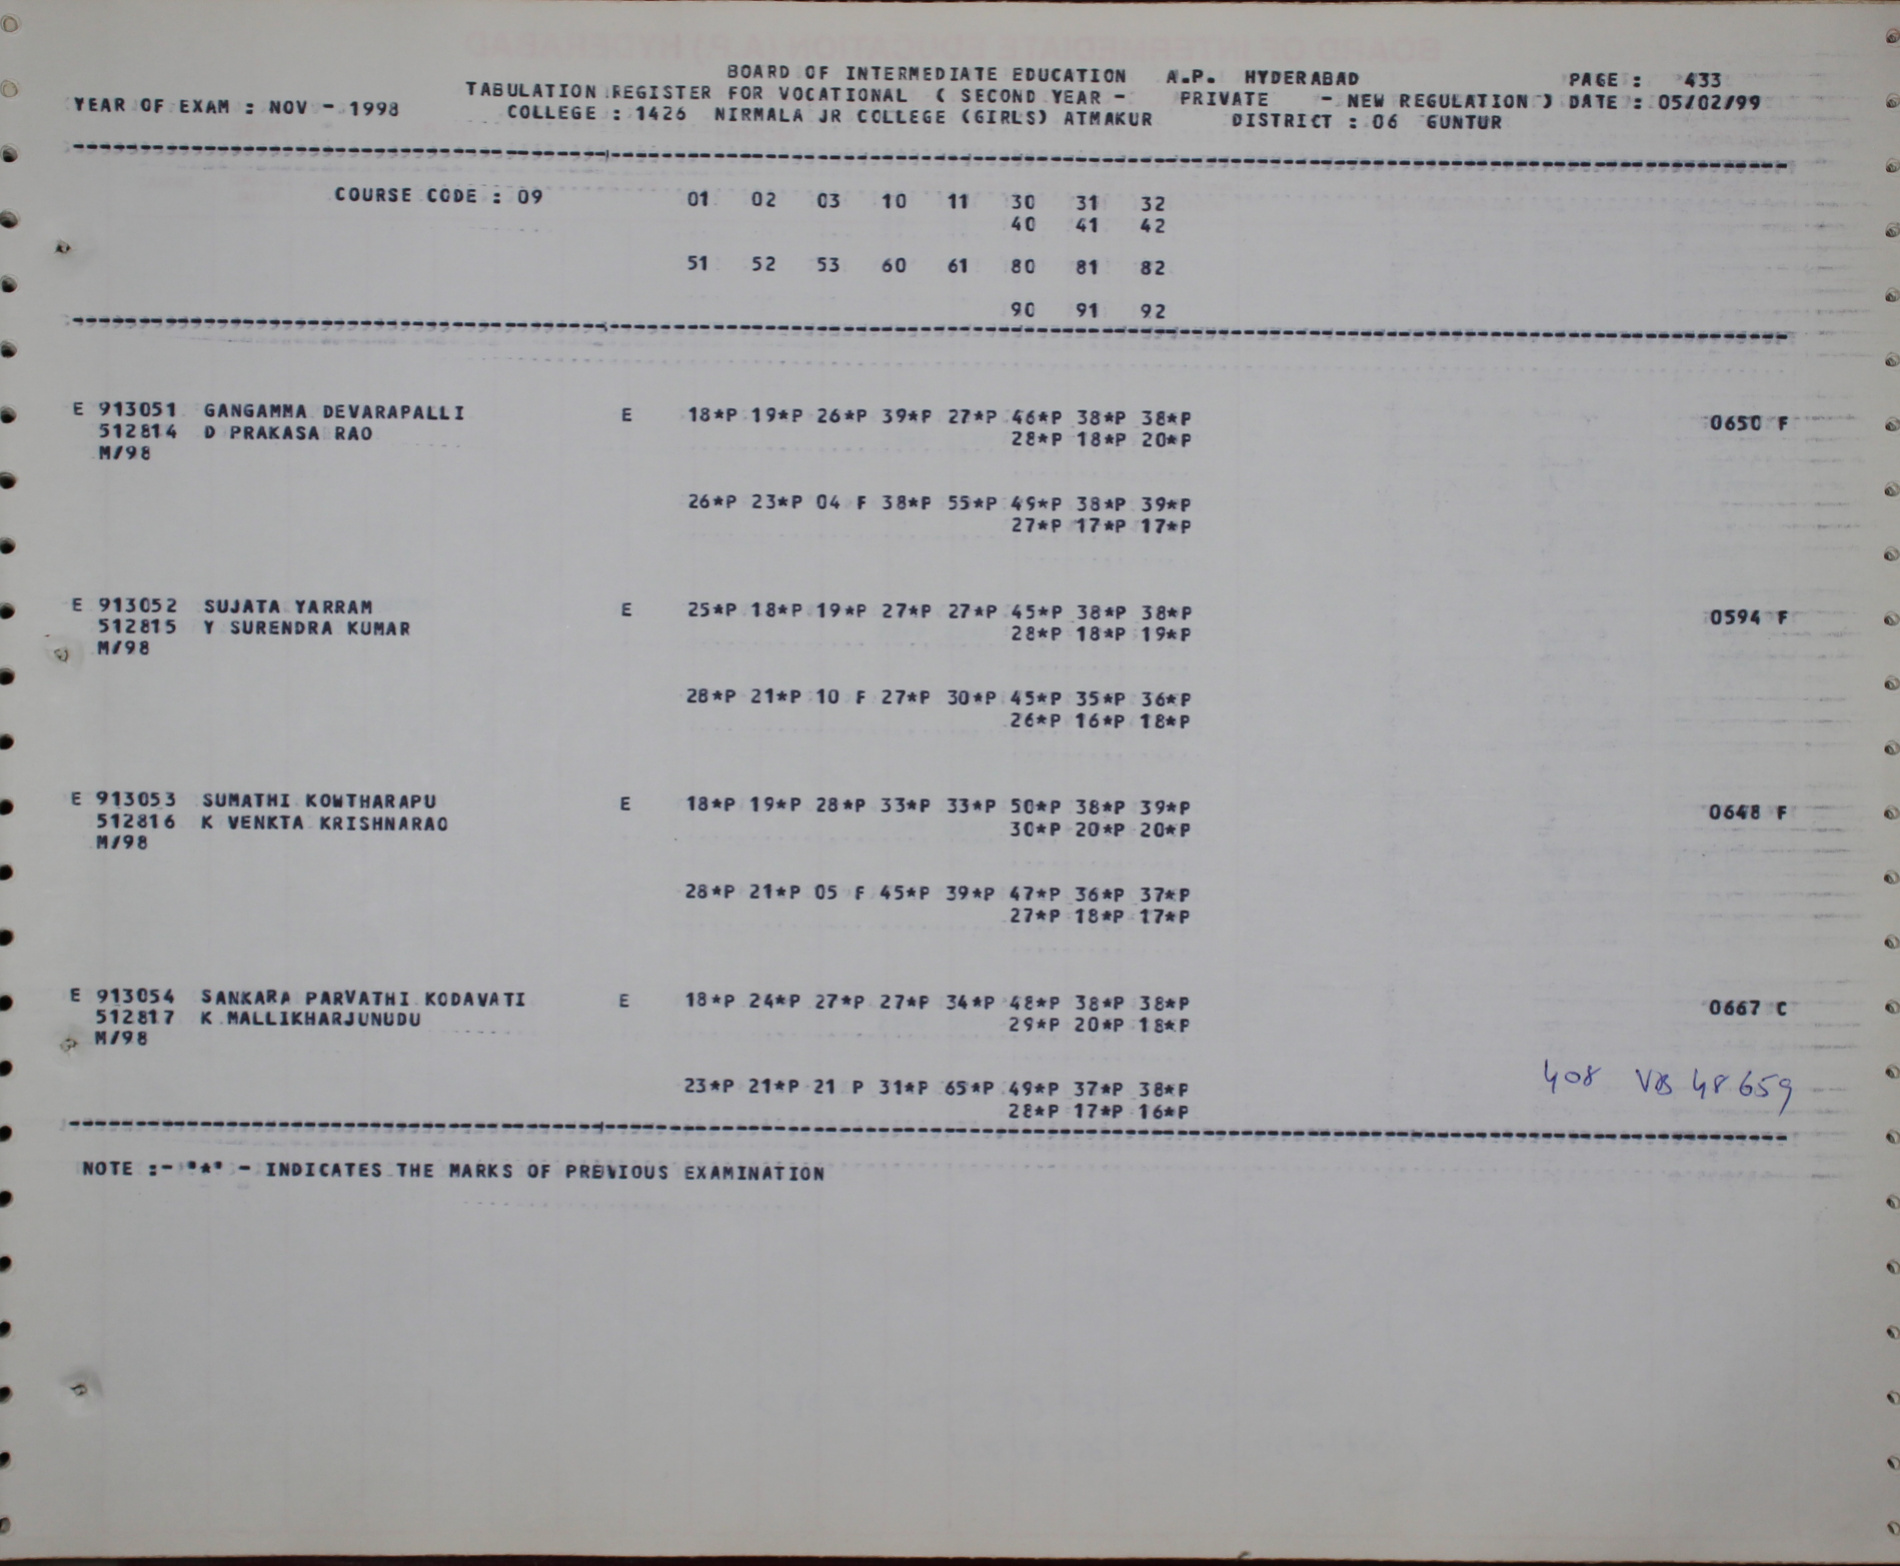 BOARD OF INTERMEDIATE EDUCATION A.P. HYDERABAD PAGE : 433
TABULATION REGISTER FOR VOCATIONAL ( SECOND YEAR - PRIVATE - NEW REGULATION ) DATE : 05/02/99
YEAR OF EXAM : NOV - 1998 COLLEGE : 1426 NIRMALA JR COLLEGE (GIRLS) ATMAKUR DISTRICT : 06 GUNTUR
COURSE CODE : 09 01 02 03 10 11 30 31 32
40 41 42
51 52 53 60 61 80 81 82
90 91 92
E 913051 GANGAMMA DEVARAPALLI E 18*P 19*P 26*P 39*P 27*P 46*P 38*P 38*P 0650 F
512814 D PRAKASA RAO 28*P 18*P 20*P
M/98
26*P 23*P 04 F 38*P 55*P 49*P 38*P 39*P
27*P 17*P 17*P
E 913052 SUJATA YARRAM E 25*P 18*P 19*P 27*P 27*P 45*P 38*P 38*P 0594 F
512815 Y SURENDRA KUMAR 28*P 18*P 19*P
M/98
28*P 21*P 10 F 27*P 30*P 45*P 35*P 36*P
26*P 16*P 18*P
E 913053 SUMATHI KOWTHARAPU E 18*P 19*P 28*P 33*P 33*P 50*P 38*P 39*P 0648 F
512816 K VENKTA KRISHNARAO 30*P 20*P 20*P
M/98
28*P 21*P 05 F 45*P 39*P 47*P 36*P 37*P
27*P 18*P 17*P
E 913054 SANKARA PARVATHI KODAVATI E 18*P 24*P 27*P 27*P 34*P 48*P 38*P 38*P 0667 C
512817 K MALLIKHARJUNUDU 29*P 20*P 18*P
M/98
23*P 21*P 21 P 31*P 65*P 49*P 37*P 38*P 408 48659
28*P 17*P 16*P
NOTE :- "*" - INDICATES THE MARKS OF PREVIOUS EXAMINATION